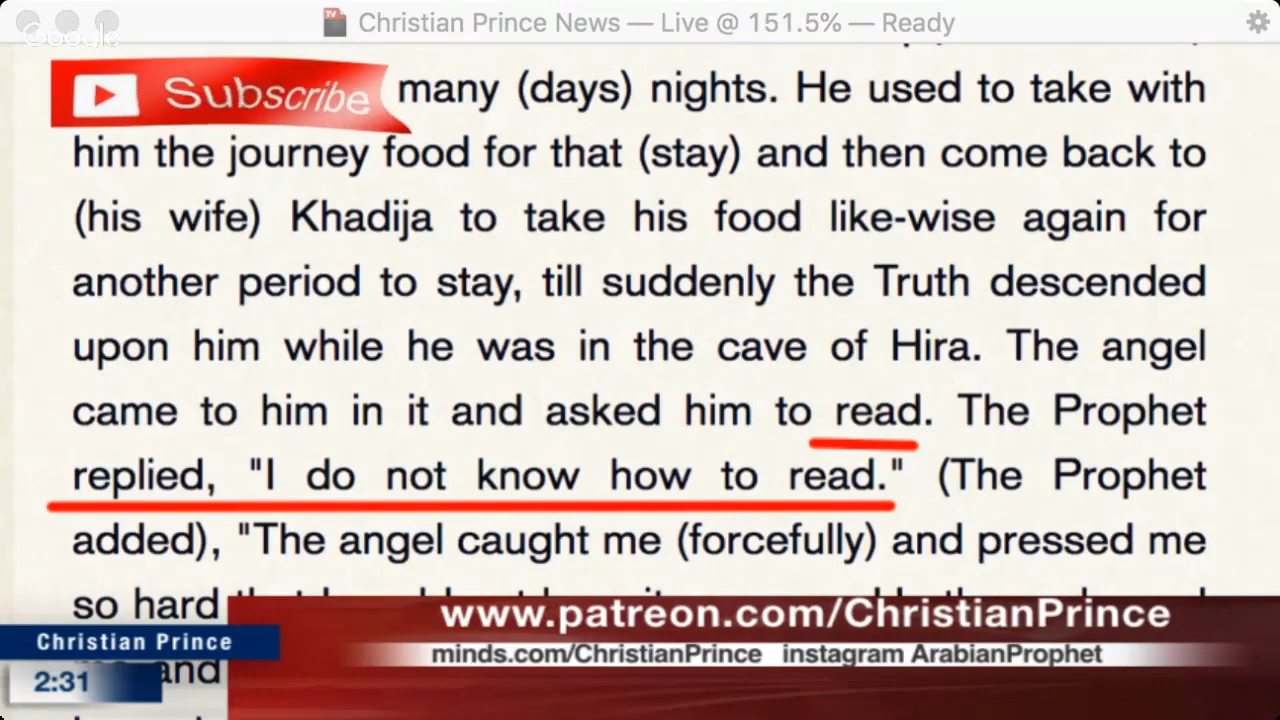 Christian Prince News — Live @ 151.5% — Ready
Google
Subscribe
many (days) nights. He used to take with
him the journey food for that (stay) and then come back to
(his wife) Khadija to take his food like-wise again for
another period to stay, till suddenly the Truth descended
upon him while he was in the cave of Hira. The angel
came to him in it and asked him to read. The Prophet
replied, "I do not know how to read." (The Prophet
added), "The angel caught me (forcefully) and pressed me
so hard
and
www.patreon.com/ChristianPrince
minds.com/ChristianPrince instagram ArabianProphet
Christian Prince
2:31